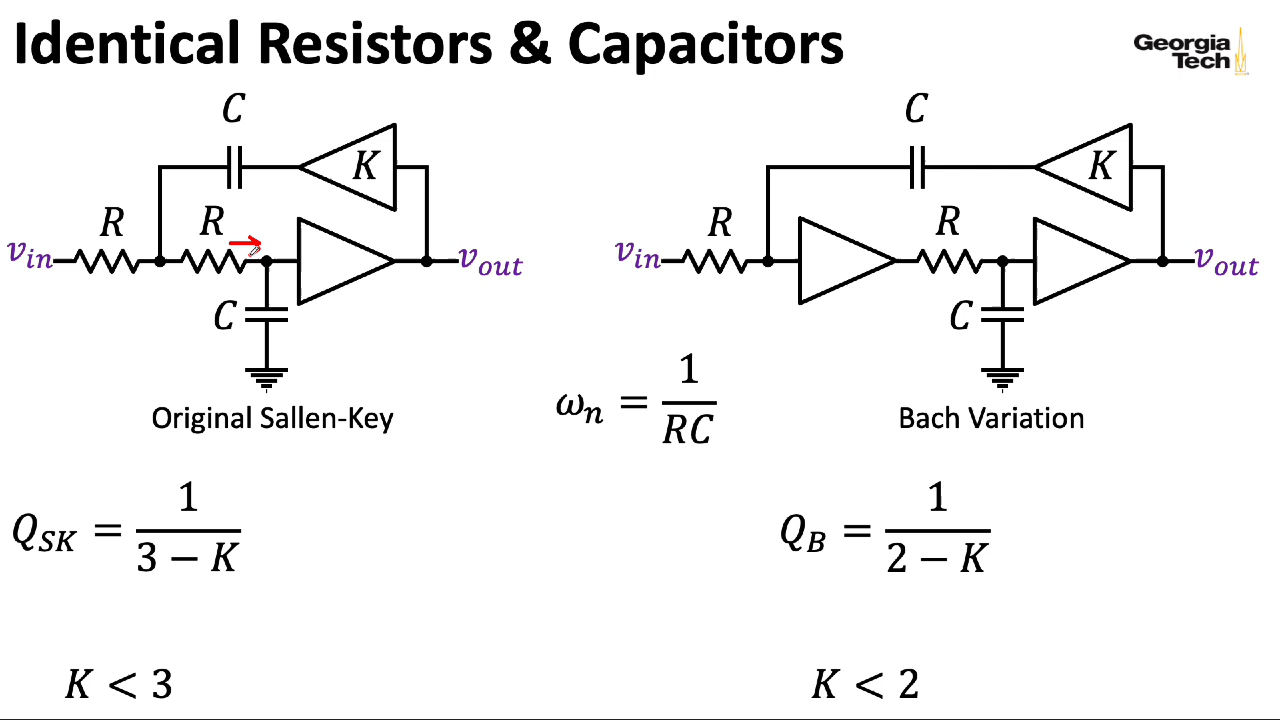 Identical Resistors & Capacitors
Georgia
Tech
C
K
R
R
v_in
v_out
C
Original Sallen-Key
C
K
R
R
v_in
v_out
C
Bach Variation
ω_n = 1/RC
Q_SK = 1/(3 − K)
Q_B = 1/(2 − K)
K < 3
K < 2